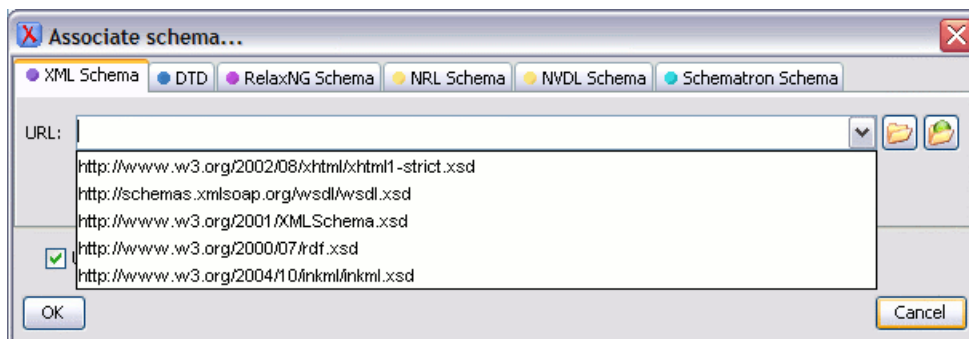 Associate schema...
XML Schema DTD RelaxNG Schema NRL Schema NVDL Schema Schematron Schema
URL:
http://www.w3.org/2002/08/xhtml/xhtml1-strict.xsd
http://schemas.xmlsoap.org/wsdl/wsdl.xsd
http://www.w3.org/2001/XMLSchema.xsd
http://www.w3.org/2000/07/rdf.xsd
http://www.w3.org/2004/10/inkml/inkml.xsd
OK Cancel